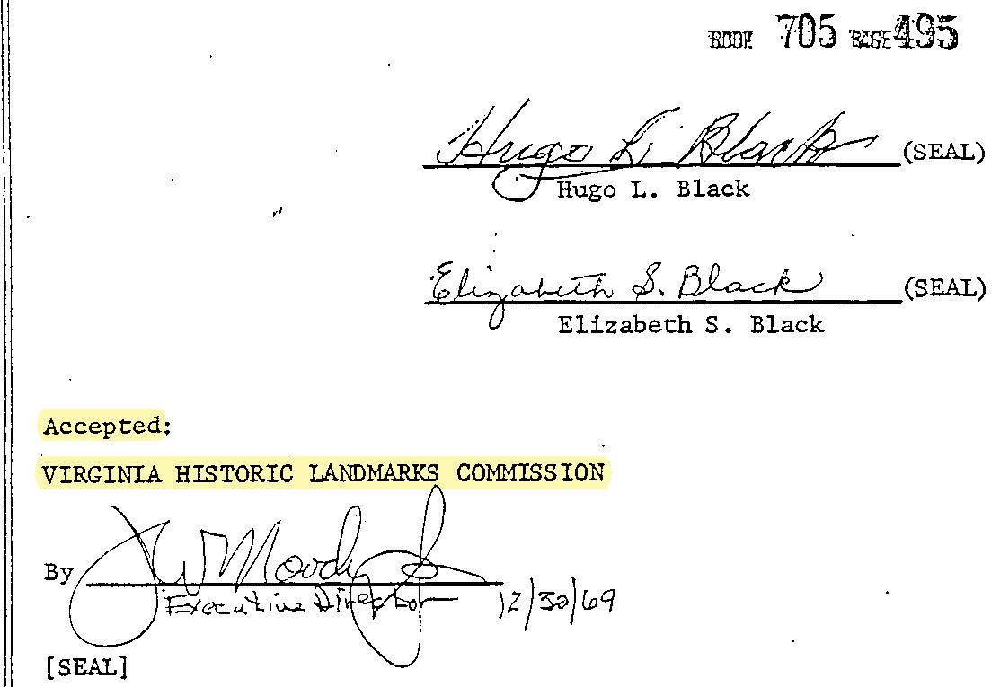 BOOK 705 PAGE 495
Hugo L. Black (SEAL)
Hugo L. Black
Elizabeth S. Black (SEAL)
Elizabeth S. Black
Accepted:
VIRGINIA HISTORIC LANDMARKS COMMISSION
By J W Moody Jr
Executive Director 12/30/69
[SEAL]